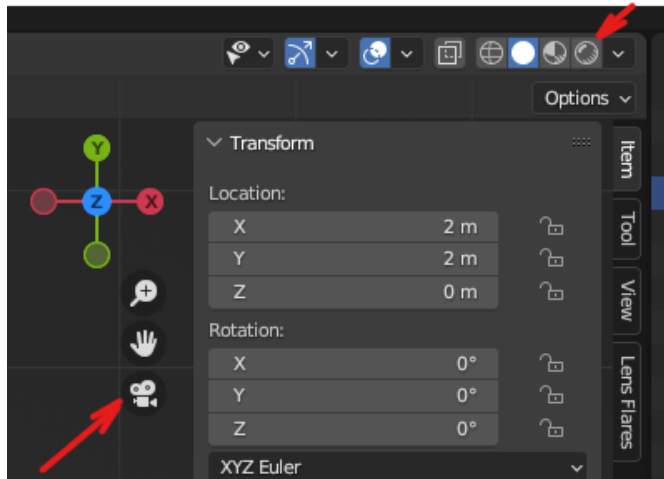 Options
Y
Z
X
Transform
Location:
X 2 m
Y 2 m
Z 0 m
Rotation:
X 0°
Y 0°
Z 0°
XYZ Euler
Item
Tool
View
Lens Flares